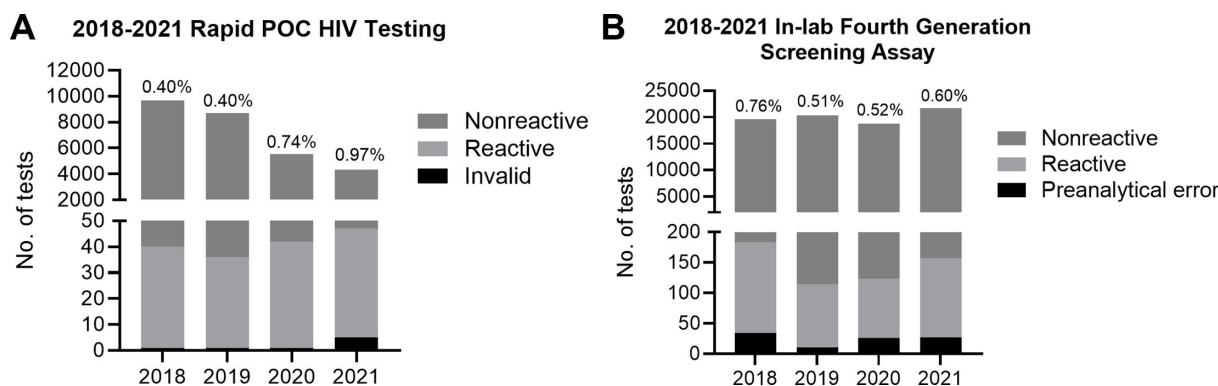 A
2018-2021 Rapid POC HIV Testing
No. of tests
12000
10000
8000
6000
4000
2000
50
40
30
20
10
0
0.40%
0.40%
0.74%
0.97%
2018
2019
2020
2021
Nonreactive
Reactive
Invalid
B
2018-2021 In-lab Fourth Generation
Screening Assay
No. of tests
25000
20000
15000
10000
5000
200
150
100
50
0
0.76%
0.51%
0.52%
0.60%
2018
2019
2020
2021
Nonreactive
Reactive
Preanalytical error